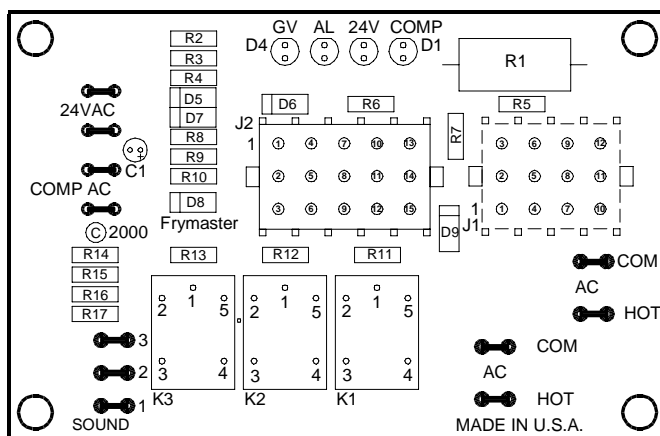 GV AL 24V COMP
D4 D1
R2
R3
R4
D5
D7
R8
R9
R10
D8
Frymaster
24VAC
C1
COMP AC
© 2000
D6
R6
R7
R1
R5
J2
1
1 4 7 10 13
2 5 8 11 14
3 6 9 12 15
3 6 9 12
2 5 8 11
1 4 7 10
1
J1
D9
R14
R15
R16
R17
R13
R12
R11
1
2 5
3 4
K3
1
2 5
3 4
K2
1
2 5
3 4
K1
3
2
1
SOUND
COM
AC
HOT
COM
AC
HOT
MADE IN U.S.A.